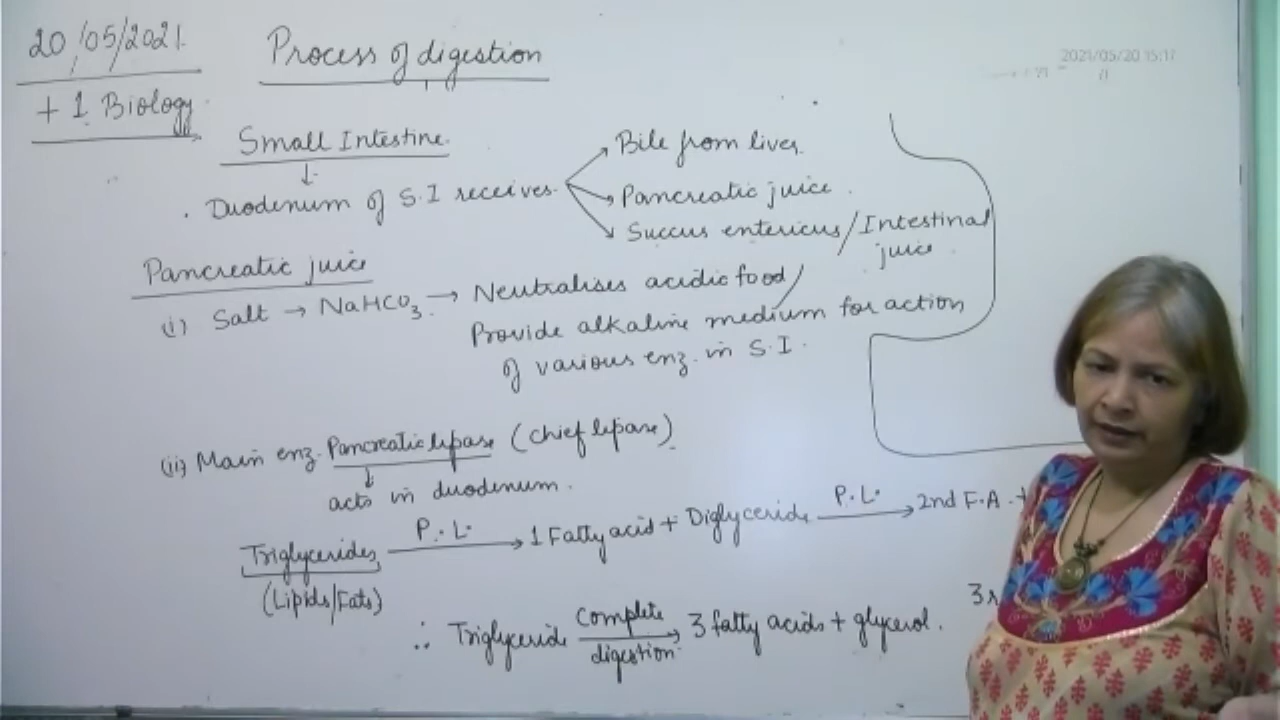 20/05/2021.
+ 1 Biology
Process of digestion
2021/05/20 15:17
Small Intestine.
↓
Duodenum of S.I receives.
→ Bile from liver.
→ Pancreatic juice.
→ Succus entericus / Intestinal juice.
Pancreatic juice
(i) Salt → NaHCO3 → Neutralises acidic food /
Provide alkaline medium for action
of various enz. in S.I.
(ii) Main enz. Pancreatic lipase (chief lipase)
↓
acts in duodenum.
Triglycerides P.L. → 1 Fatty acid + Diglyceride P.L. → 2nd F.A. +
(Lipids/Fats)
3
∴ Triglyceride complete digestion → 3 fatty acids + glycerol.